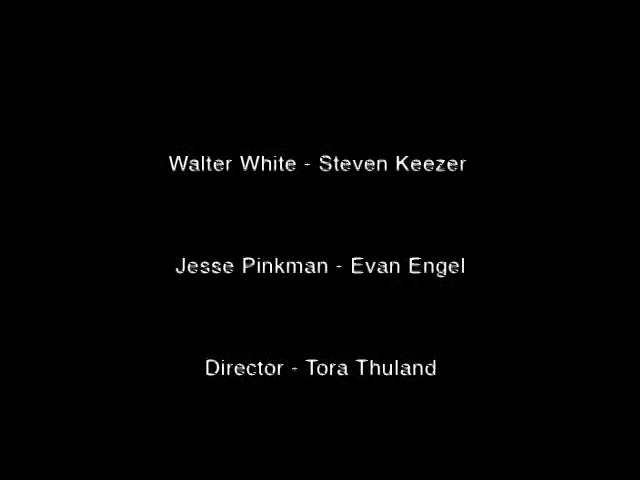 Walter White - Steven Keezer
Jesse Pinkman - Evan Engel
Director - Tora Thuland